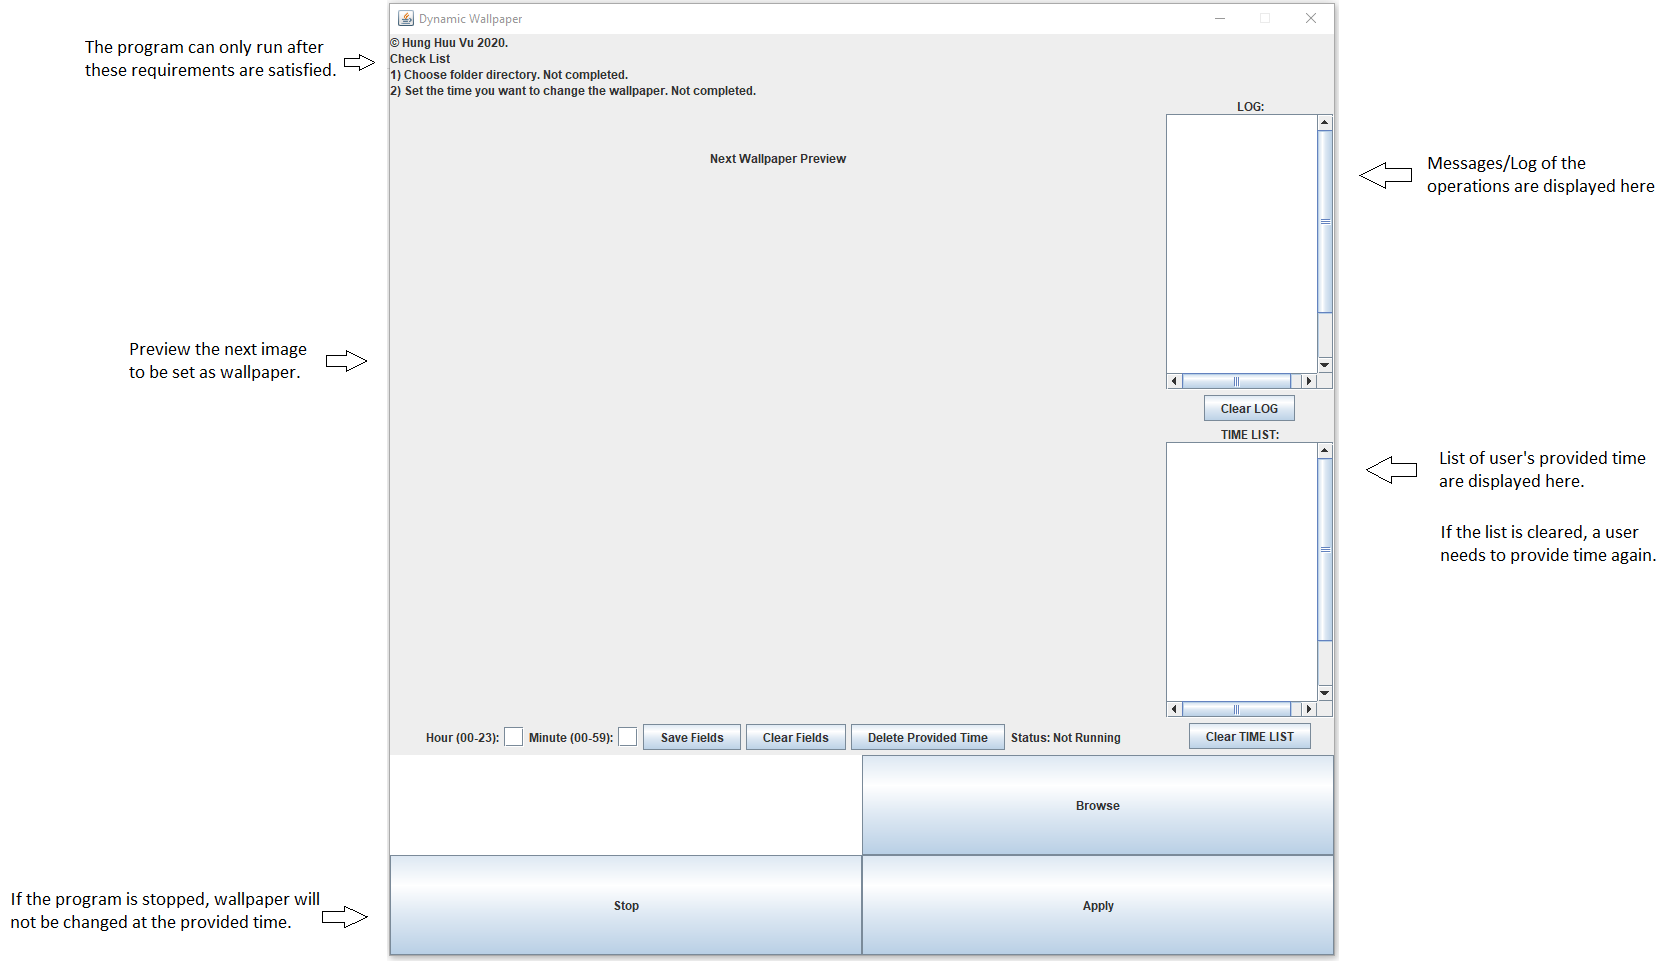 Dynamic Wallpaper
The program can only run after
these requirements are satisfied.
© Hung Huu Vu 2020.
Check List
1) Choose folder directory. Not completed.
2) Set the time you want to change the wallpaper. Not completed.
LOG:
Next Wallpaper Preview
Messages/Log of the
operations are displayed here
Preview the next image
to be set as wallpaper.
Clear LOG
TIME LIST:
List of user's provided time
are displayed here.
If the list is cleared, a user
needs to provide time again.
Hour (00-23):
Minute (00-59):
Save Fields
Clear Fields
Delete Provided Time
Status: Not Running
Clear TIME LIST
Browse
If the program is stopped, wallpaper will
not be changed at the provided time.
Stop
Apply